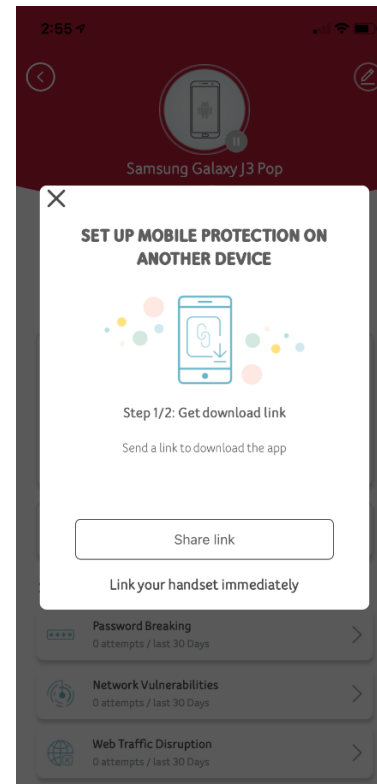 2:55
Samsung Galaxy J3 Pop
SET UP MOBILE PROTECTION ON
ANOTHER DEVICE
Step 1/2: Get download link
Send a link to download the app
Share link
Link your handset immediately
Password Breaking
0 attempts / last 30 Days
Network Vulnerabilities
0 attempts / last 30 Days
Web Traffic Disruption
0 attempts / last 30 Days